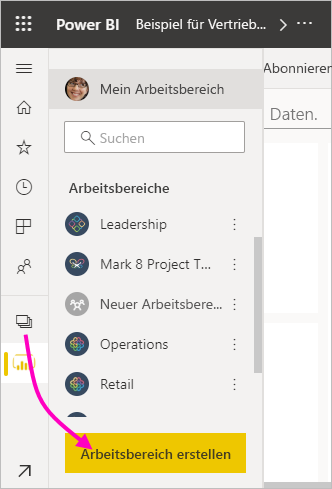 Power BI Beispiel für Vertrieb...
Mein Arbeitsbereich
Abonnieren
Suchen
Daten.
Arbeitsbereiche
Leadership
Mark 8 Project T...
Neuer Arbeitsbere...
Operations
Retail
Arbeitsbereich erstellen